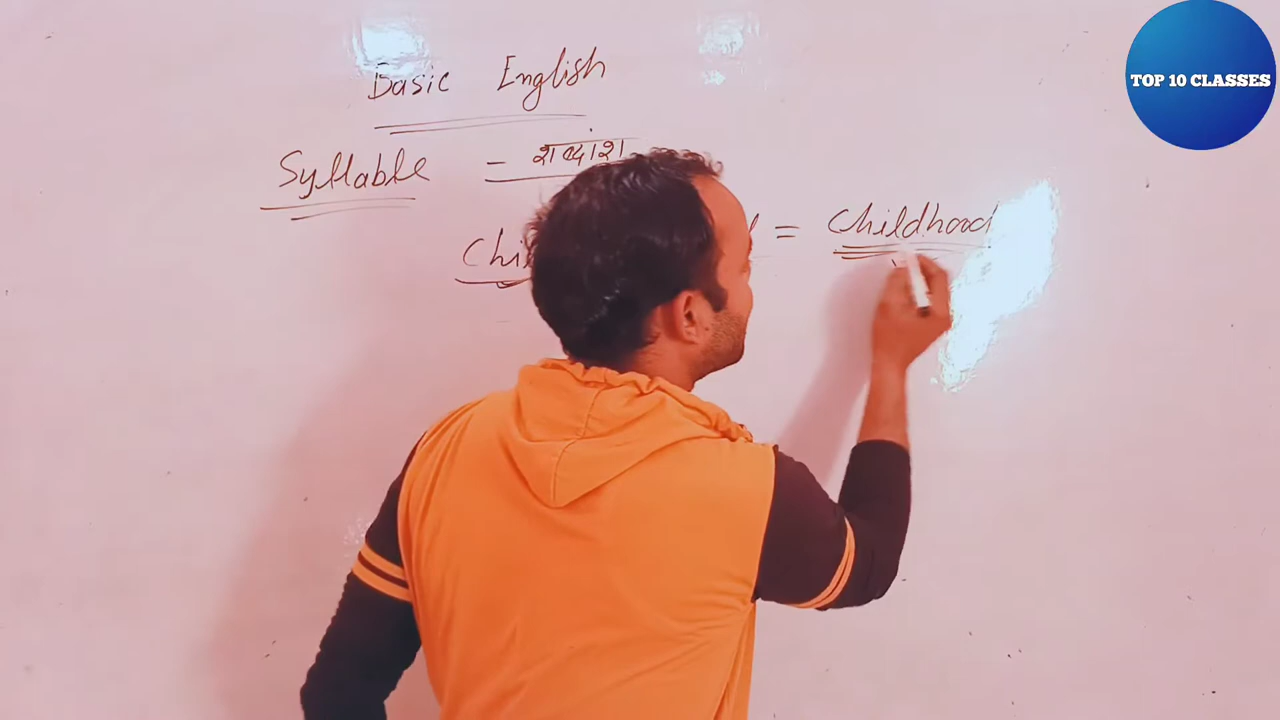 TOP 10 CLASSES
Basic English
Syllable - शब्दांश
= Childhood